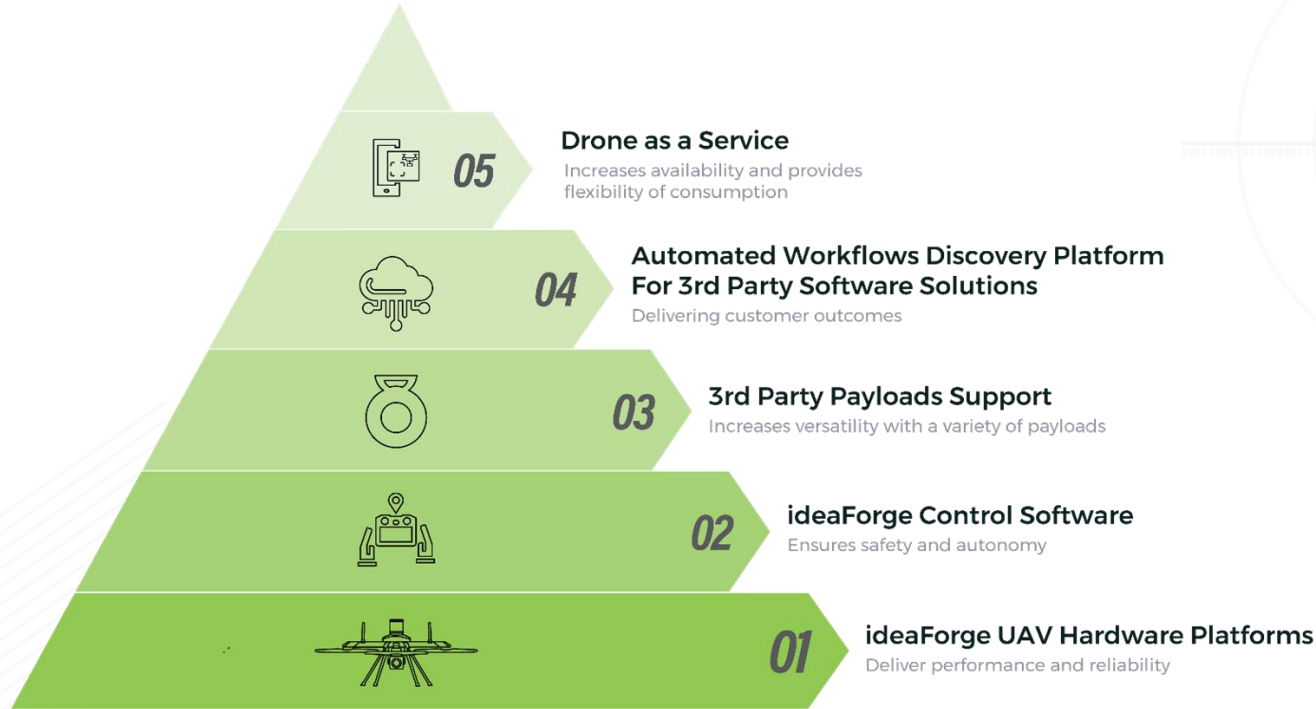 05
Drone as a Service
Increases availability and provides
flexibility of consumption
04
Automated Workflows Discovery Platform
For 3rd Party Software Solutions
Delivering customer outcomes
03
3rd Party Payloads Support
Increases versatility with a variety of payloads
02
ideaForge Control Software
Ensures safety and autonomy
01
ideaForge UAV Hardware Platforms
Deliver performance and reliability